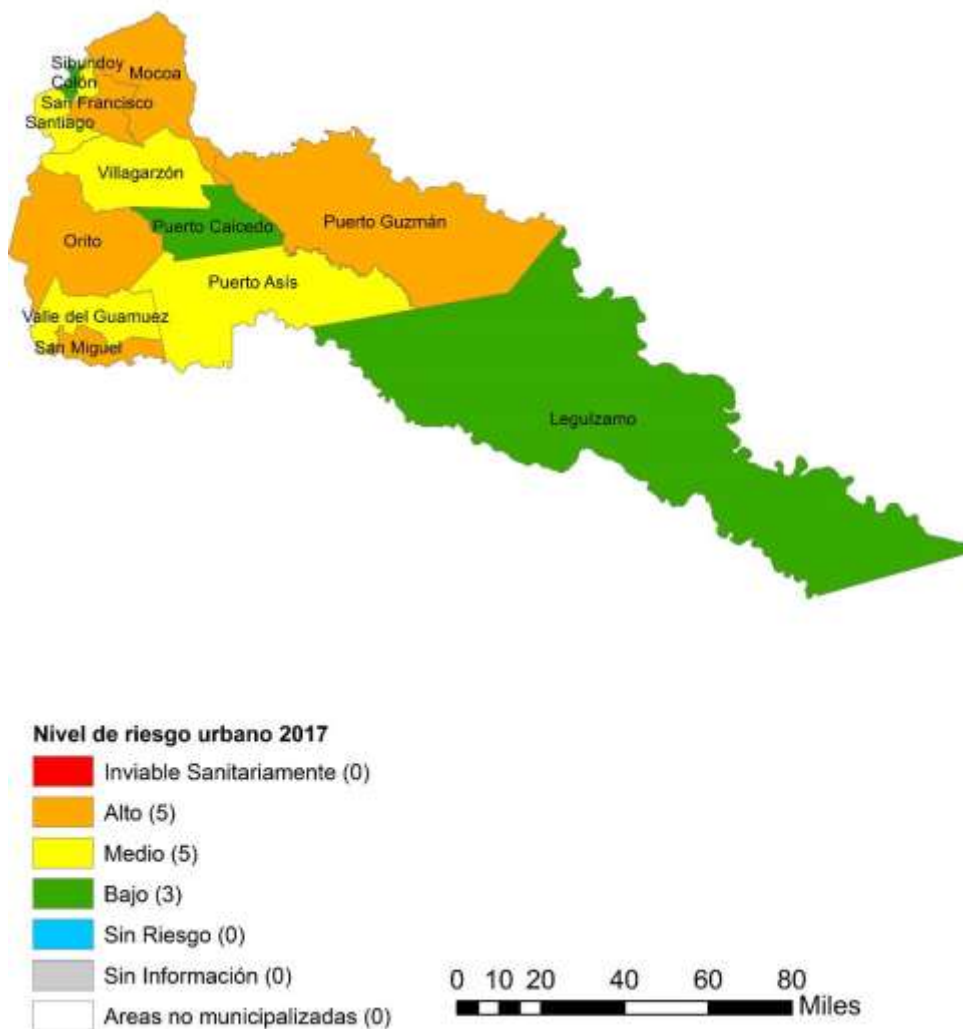 Sibundoy
Mocoa
Colón
San Francisco
Santiago
Villagarzón
Puerto Caicedo
Puerto Guzmán
Orito
Puerto Asís
Valle del Guamuez
San Miguel
Leguízamo
Nivel de riesgo urbano 2017
Inviable Sanitariamente (0)
Alto (5)
Medio (5)
Bajo (3)
Sin Riesgo (0)
Sin Información (0)
Areas no municipalizadas (0)
0 10 20 40 60 80
Miles